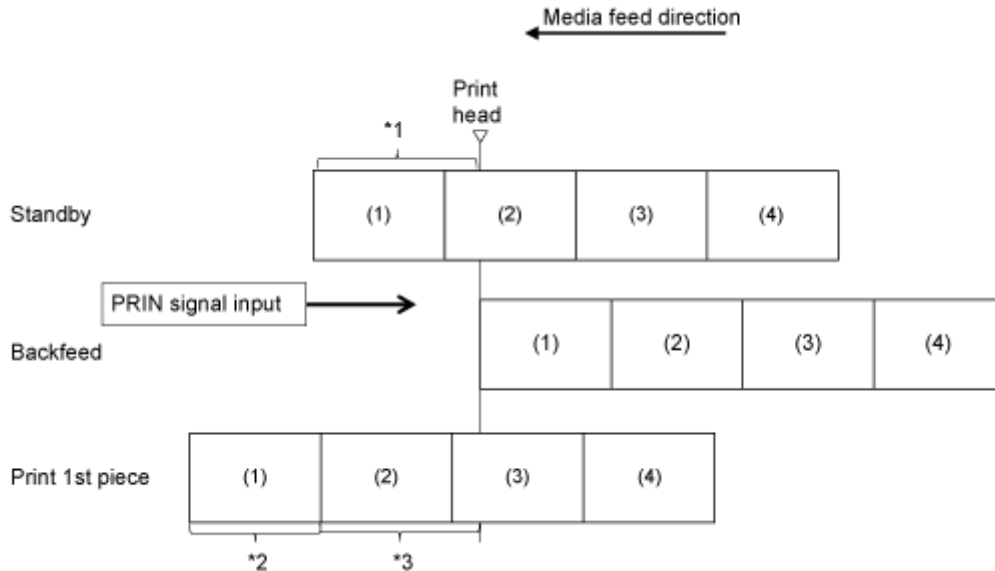 Media feed direction
Print
head
*1
Standby
(1) (2) (3) (4)
PRIN signal input
Backfeed
(1) (2) (3) (4)
Print 1st piece
(1) (2) (3) (4)
*2 *3